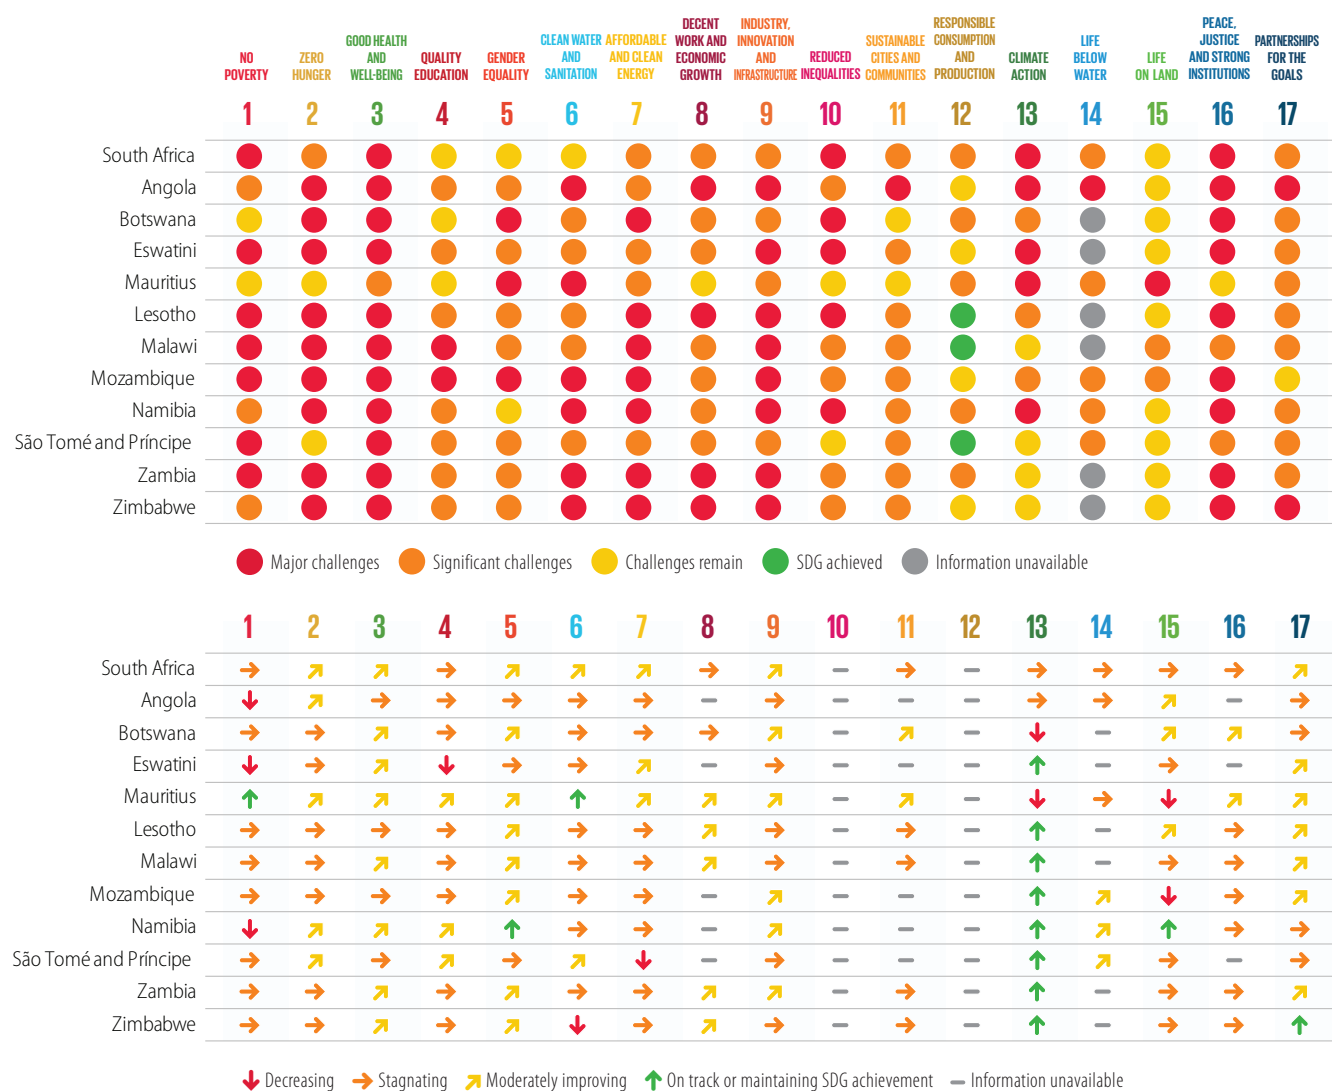 NO
POVERTY
ZERO
HUNGER
GOOD HEALTH
AND
WELL-BEING
QUALITY
EDUCATION
GENDER
EQUALITY
CLEAN WATER
AND
SANITATION
AFFORDABLE
AND CLEAN
ENERGY
DECENT
WORK AND
ECONOMIC
GROWTH
INDUSTRY,
INNOVATION
AND
INFRASTRUCTURE
REDUCED
INEQUALITIES
SUSTAINABLE
CITIES AND
COMMUNITIES
RESPONSIBLE
CONSUMPTION
AND
PRODUCTION
CLIMATE
ACTION
LIFE
BELOW
WATER
LIFE
ON LAND
PEACE,
JUSTICE
AND STRONG
INSTITUTIONS
PARTNERSHIPS
FOR THE
GOALS
1 2 3 4 5 6 7 8 9 10 11 12 13 14 15 16 17
South Africa
Angola
Botswana
Eswatini
Mauritius
Lesotho
Malawi
Mozambique
Namibia
São Tomé and Príncipe
Zambia
Zimbabwe
Major challenges Significant challenges Challenges remain SDG achieved Information unavailable
1 2 3 4 5 6 7 8 9 10 11 12 13 14 15 16 17
South Africa
Angola
Botswana
Eswatini
Mauritius
Lesotho
Malawi
Mozambique
Namibia
São Tomé and Príncipe
Zambia
Zimbabwe
Decreasing Stagnating Moderately improving On track or maintaining SDG achievement Information unavailable